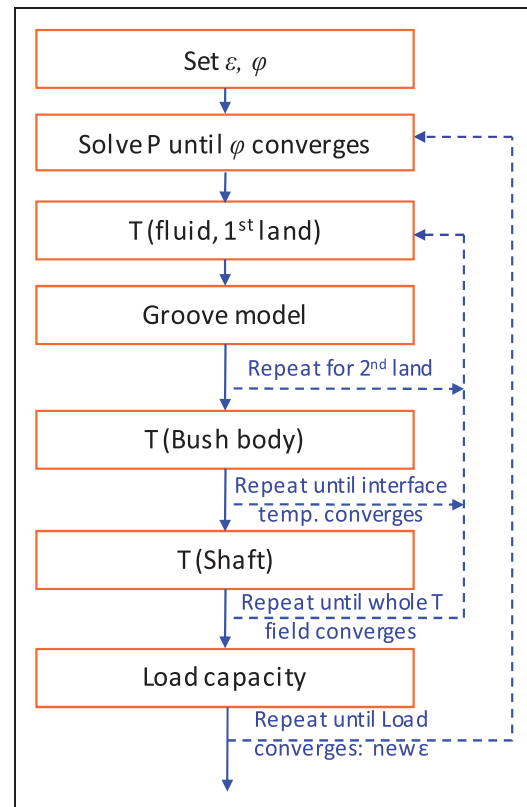 Set ε, φ
Solve P until φ converges
T (fluid, 1st land)
Groove model
Repeat for 2nd land
T (Bush body)
Repeat until interface
temp. converges
T (Shaft)
Repeat until whole T
field converges
Load capacity
Repeat until Load
converges: new ε